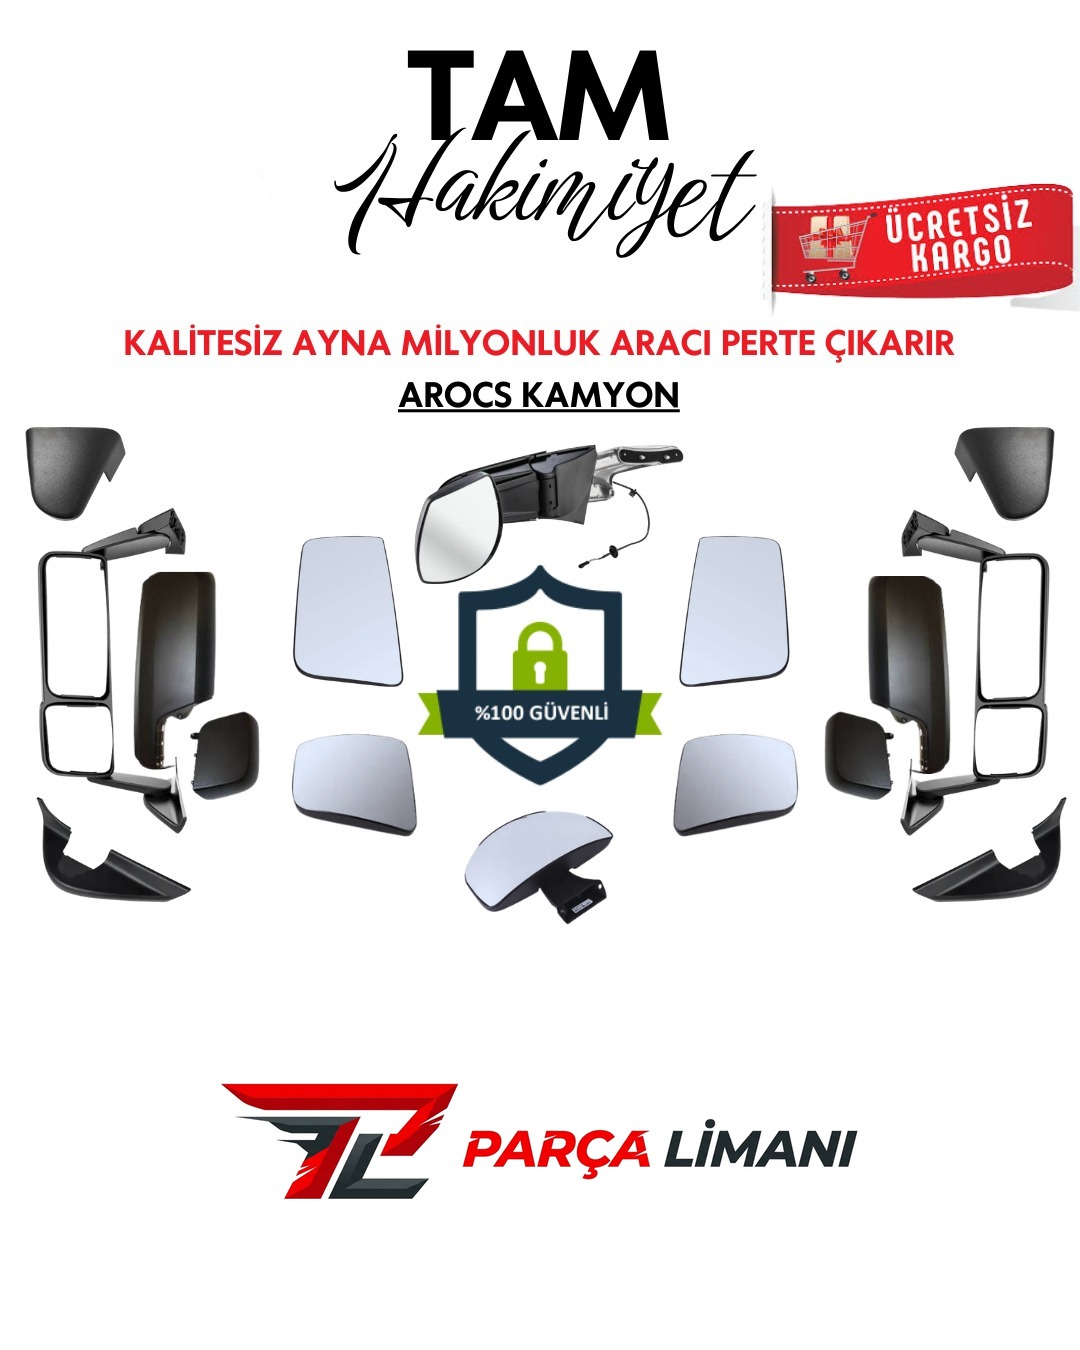 TAM
Hakimiyet
ÜCRETSİZ
KARGO
KALİTESİZ AYNA MİLYONLUK ARACI PERTE ÇIKARIR
AROCS KAMYON
%100 GÜVENLİ
PARÇA LİMANI